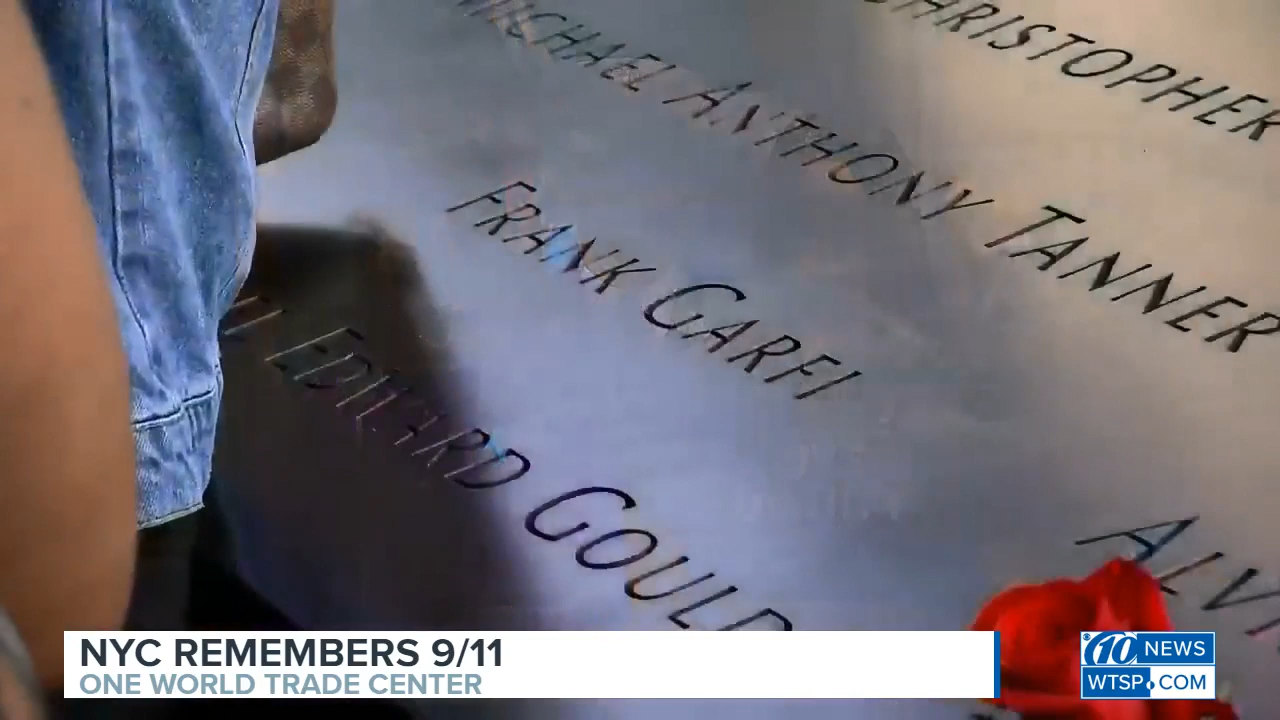 CHRISTOPHER
MICHAEL ANTHONY TANNER
FRANK GARFI
EDWARD GOULD
NYC REMEMBERS 9/11
ONE WORLD TRADE CENTER
10 NEWS
WTSP.COM